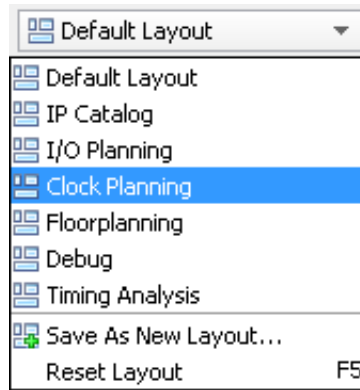 Default Layout
Default Layout
IP Catalog
I/O Planning
Clock Planning
Floorplanning
Debug
Timing Analysis
Save As New Layout...
Reset Layout F5